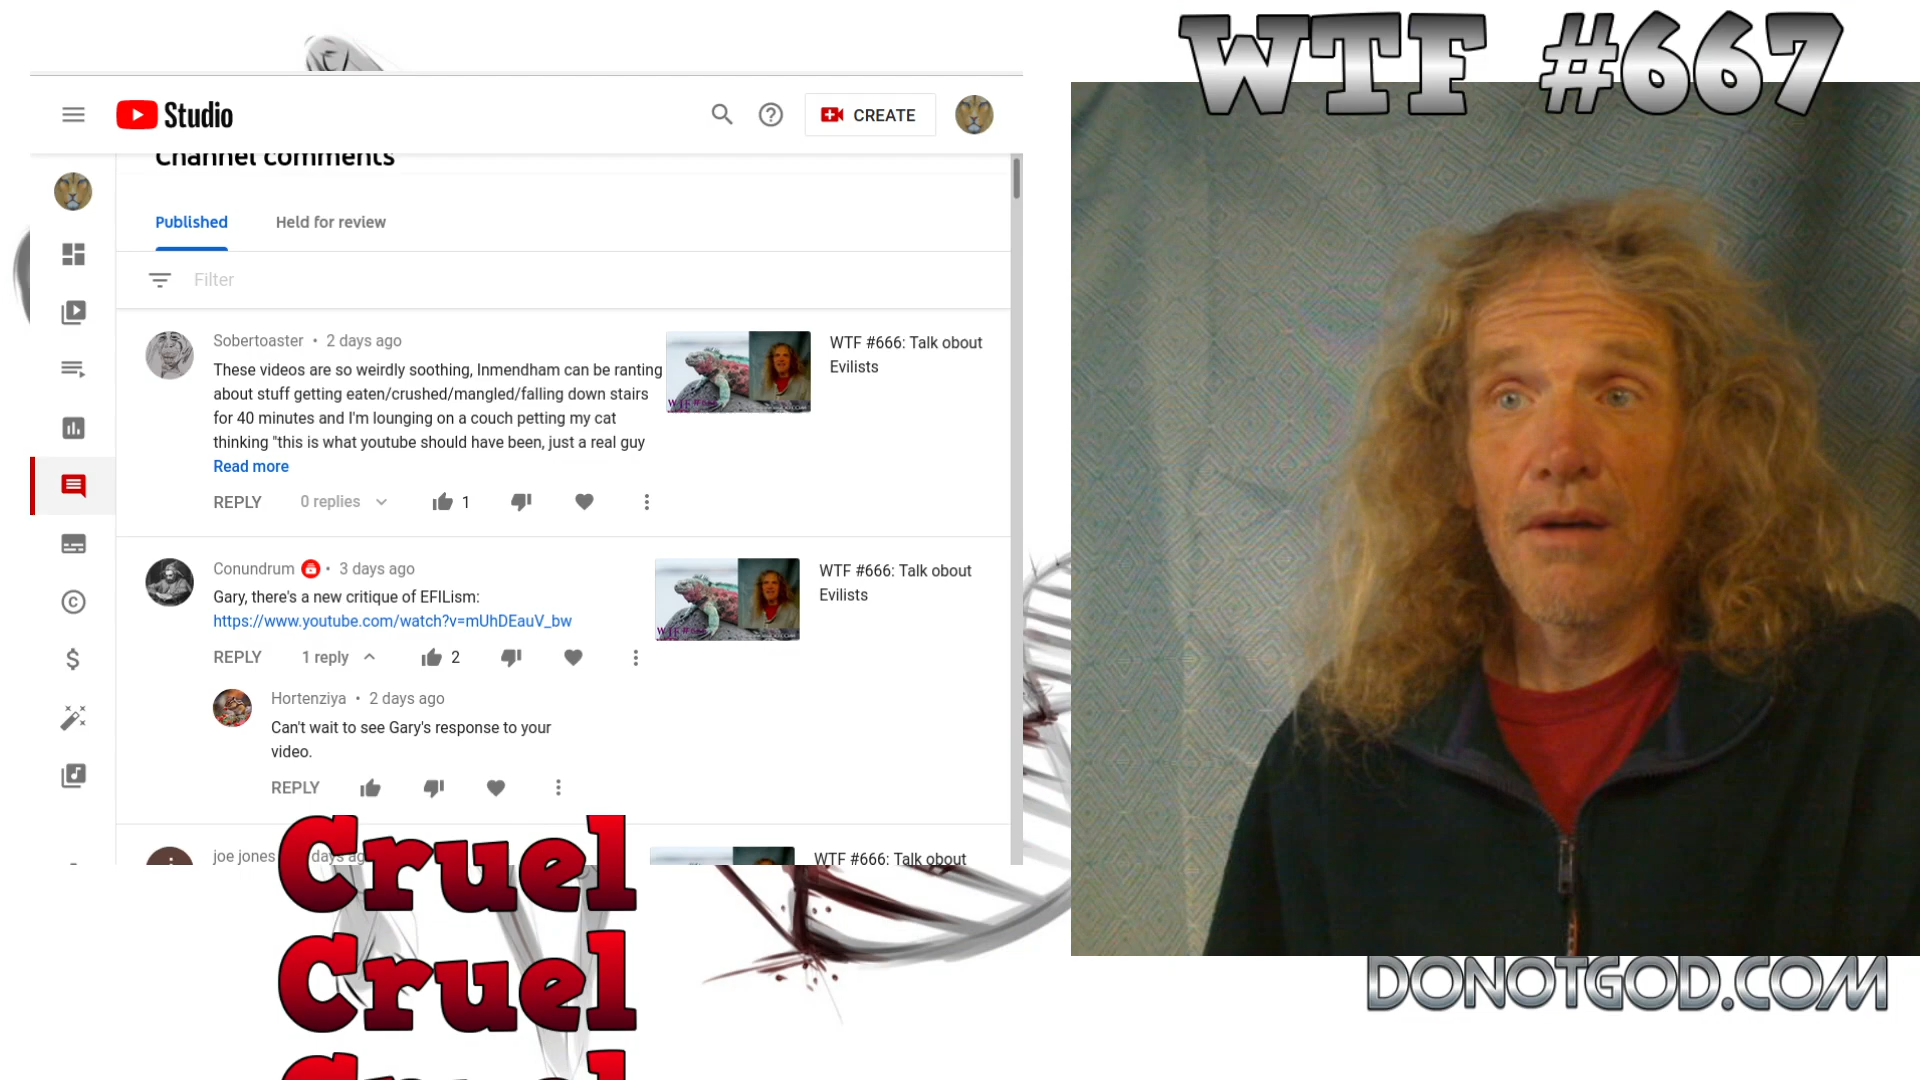 WTF #667
Studio
CREATE
Channel comments
Published
Held for review
Filter
Sobertoaster • 2 days ago
These videos are so weirdly soothing, Inmendham can be ranting
about stuff getting eaten/crushed/mangled/falling down stairs
for 40 minutes and I'm lounging on a couch petting my cat
thinking "this is what youtube should have been, just a real guy
Read more
REPLY 0 replies 1
WTF #666: Talk obout
Evilists
Conundrum • 3 days ago
Gary, there's a new critique of EFILism:
https://www.youtube.com/watch?v=mUhDEauV_bw
REPLY 1 reply 2
WTF #666: Talk obout
Evilists
Hortenziya • 2 days ago
Can't wait to see Gary's response to your
video.
REPLY
joe jones days ago
WTF #666: Talk obout
Cruel
Cruel
Cruel
DONOTGOD.COM